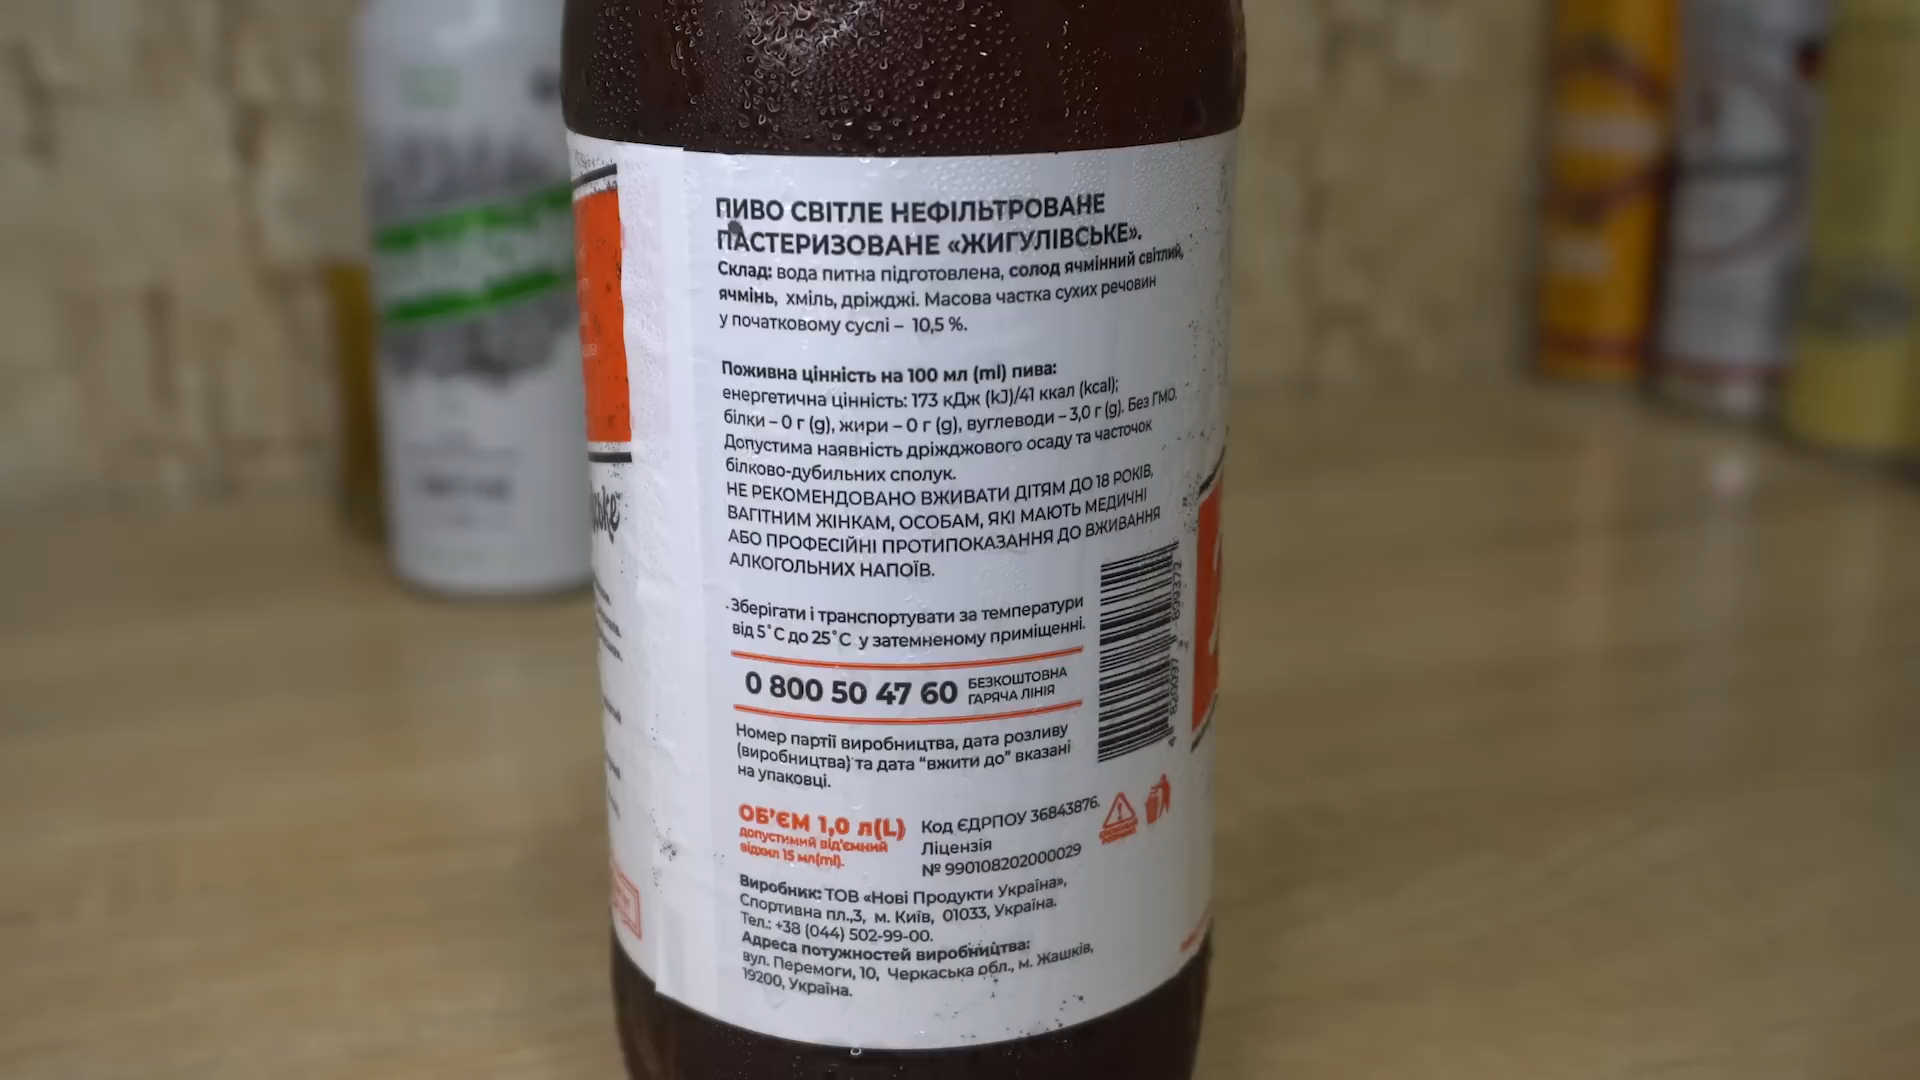 ПИВО СВІТЛЕ НЕФІЛЬТРОВАНЕ
ПАСТЕРИЗОВАНЕ «ЖИГУЛІВСЬКЕ».
Склад: вода питна підготовлена, солод ячмінний світлий,
ячмінь, хміль, дріжджі. Масова частка сухих речовин
у початковому суслі – 10,5 %.
Поживна цінність на 100 мл (ml) пива:
енергетична цінність: 173 кДж (kJ)/41 ккал (kcal);
білки – 0 г (g), жири – 0 г (g), вуглеводи – 3,0 г (g). Без ГМО.
Допустима наявність дріжджового осаду та часточок
білково-дубильних сполук.
НЕ РЕКОМЕНДОВАНО ВЖИВАТИ ДІТЯМ ДО 18 РОКІВ,
ВАГІТНИМ ЖІНКАМ, ОСОБАМ, ЯКІ МАЮТЬ МЕДИЧНІ
АБО ПРОФЕСІЙНІ ПРОТИПОКАЗАННЯ ДО ВЖИВАННЯ
АЛКОГОЛЬНИХ НАПОЇВ.
Зберігати і транспортувати за температури
від 5˚С до 25˚С у затемненому приміщенні.
0 800 50 47 60 БЕЗКОШТОВНА
ГАРЯЧА ЛІНІЯ
Номер партії виробництва, дата розливу
(виробництва) та дата “вжити до” вказані
на упаковці.
ОБ’ЄМ 1,0 л(L)
допустимий від’ємний
відхил 15 мл(ml).
Код ЄДРПОУ 36843876.
Ліцензія
№ 990108202000029
Виробник: ТОВ «Нові Продукти Україна»,
Спортивна пл.,3, м. Київ, 01033, Україна.
Тел.: +38 (044) 502-99-00.
Адреса потужностей виробництва:
вул. Перемоги, 10, Черкаська обл., м. Жашків,
19200, Україна.